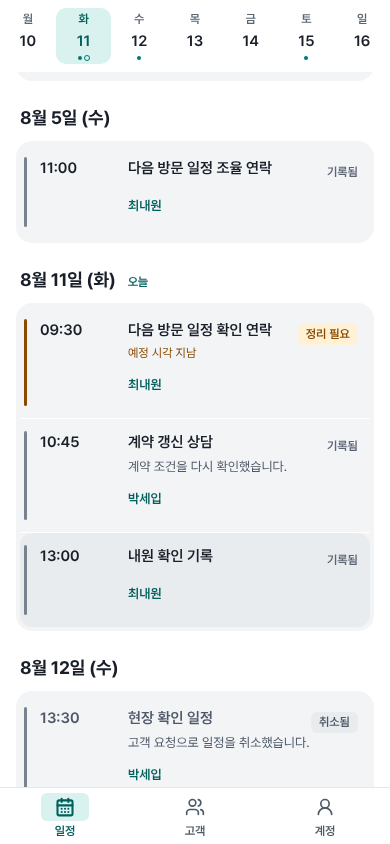 월 화 수 목 금 토 일
10 11 12 13 14 15 16
8월 5일 (수)
11:00 다음 방문 일정 조율 연락 기록됨
최내원
8월 11일 (화) 오늘
09:30 다음 방문 일정 확인 연락 정리 필요
예정 시각 지남
최내원
10:45 계약 갱신 상담 기록됨
계약 조건을 다시 확인했습니다.
박세입
13:00 내원 확인 기록 기록됨
최내원
8월 12일 (수)
13:30 현장 확인 일정 취소됨
고객 요청으로 일정을 취소했습니다.
박세입
일정 고객 계정